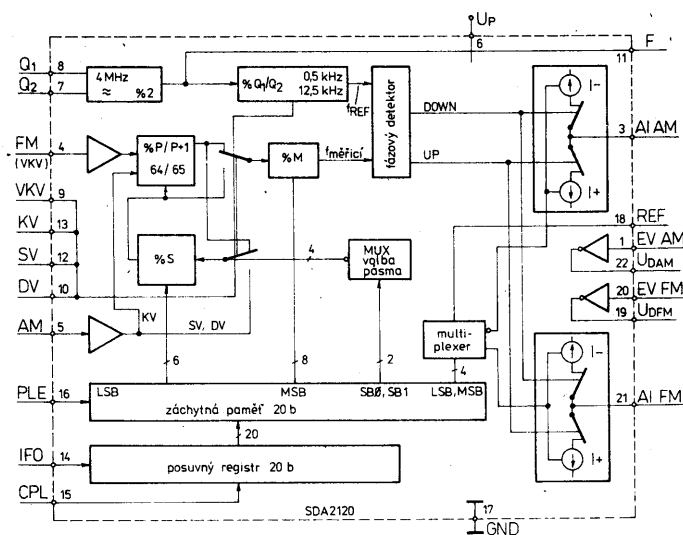 U_P
6
F
11
Q1 8
Q2 7
4 MHz
≈ %2
%Q1/Q2
0,5 kHz
12,5 kHz
fREF
fázový detektor
DOWN
UP
I-
I+
3 AI AM
FM 4
(VKV)
%P/P+1
64/65
%M
fměřicí
VKV 9
KV 13
SV 12
DV 10
%S
4
MUX
volba
pásma
18 REF
1 EV AM
22 UDAM
20 EV FM
19 UDFM
AM 5
KV
SV, DV
multi-
plexer
6
8
2
4
I-
I+
21 AI FM
PLE 16
LSB
MSB
SBØ, SB1
LSB, MSB
záchytná paměť 20 b
20
IFO 14
posuvný registr 20 b
CPL 15
SDA2120
17
GND